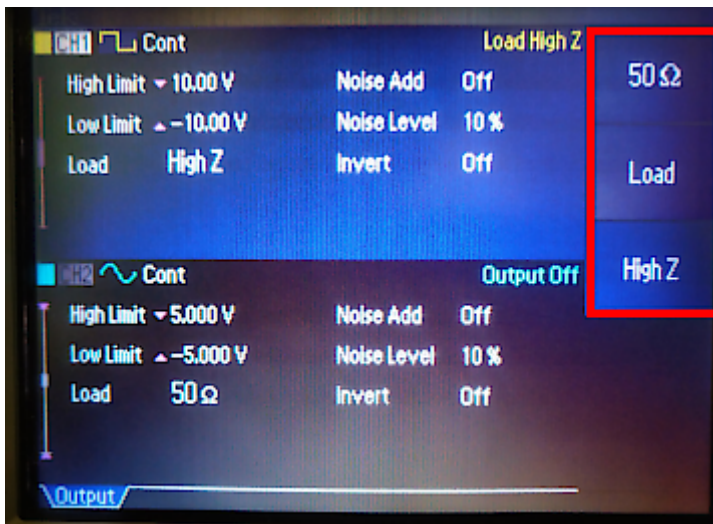 CH1 Cont Load High Z
High Limit 10.00 V Noise Add Off
Low Limit -10.00 V Noise Level 10 %
Load High Z Invert Off
CH2 Cont Output Off
High Limit 5.000 V Noise Add Off
Low Limit -5.000 V Noise Level 10 %
Load 50 Ω Invert Off
Output
50 Ω
Load
High Z